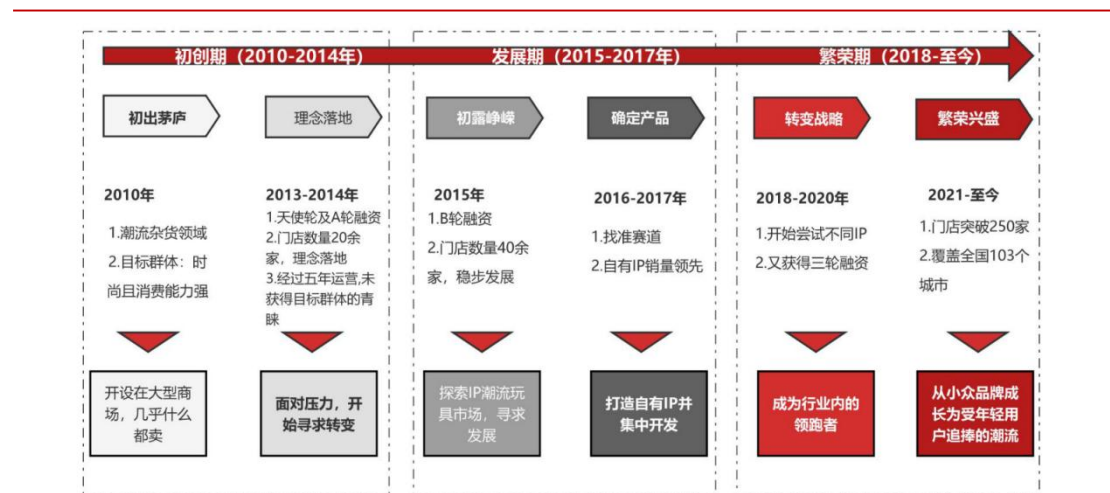 初创期（2010-2014年）
发展期（2015-2017年）
繁荣期（2018-至今）
初出茅庐
理念落地
初露峥嵘
确定产品
转变战略
繁荣兴盛
2010年
1.潮流杂货领域
2.目标群体：时
尚且消费能力强
2013-2014年
1.天使轮及A轮融资
2.门店数量20余
家，理念落地
3.经过五年运营,未
获得目标群体的青
睐
2015年
1.B轮融资
2.门店数量40余
家，稳步发展
2016-2017年
1.找准赛道
2.自有IP销量领先
2018-2020年
1.开始尝试不同IP
2.又获得三轮融资
2021-至今
1.门店突破250家
2.覆盖全国103个
城市
开设在大型商
场，几乎什么
都卖
面对压力，开
始寻求转变
探索IP潮流玩
具市场，寻求
发展
打造自有IP并
集中开发
成为行业内的
领跑者
从小众品牌成
长为受年轻用
户追捧的潮流